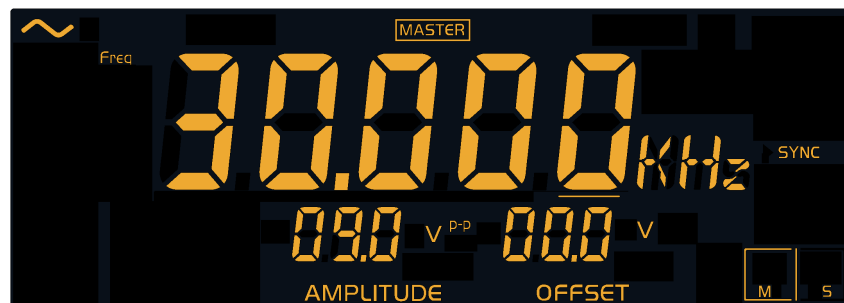 MASTER
Freq
30.000 KHz
SYNC
09.0 V p-p 00.0 V
AMPLITUDE OFFSET M S